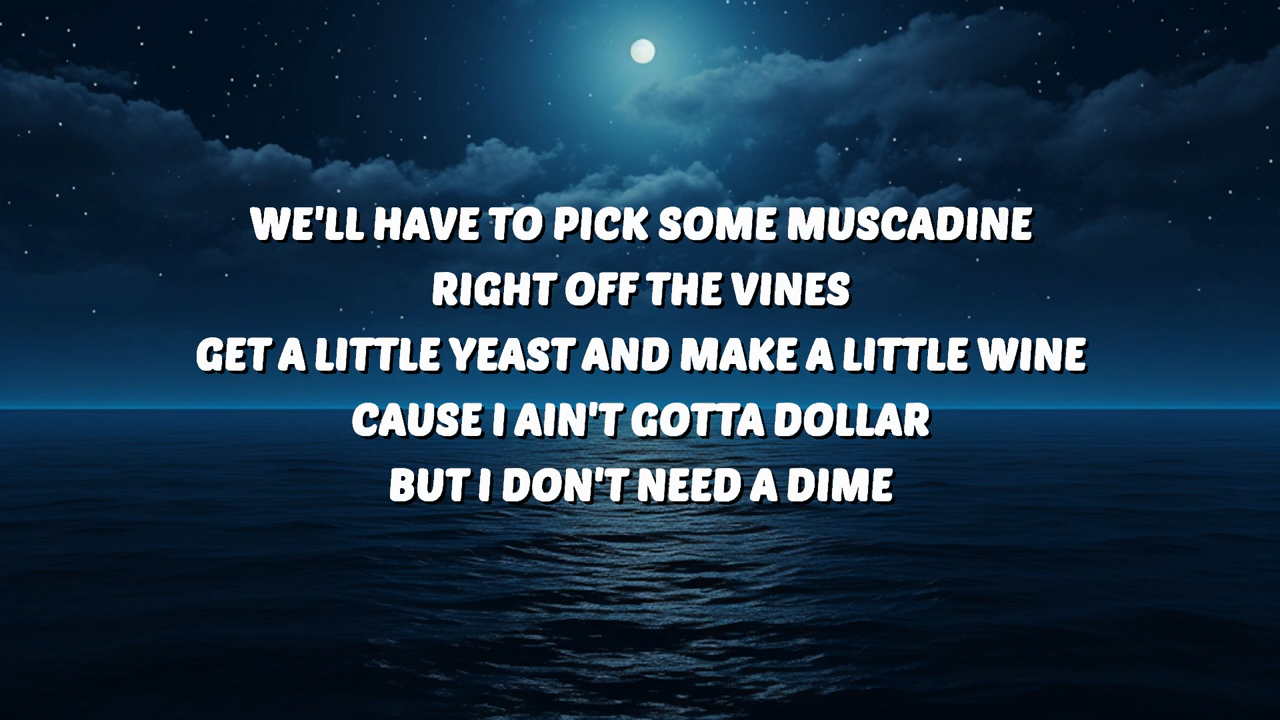 WE'LL HAVE TO PICK SOME MUSCADINE
RIGHT OFF THE VINES
GET A LITTLE YEAST AND MAKE A LITTLE WINE
CAUSE I AIN'T GOTTA DOLLAR
BUT I DON'T NEED A DIME